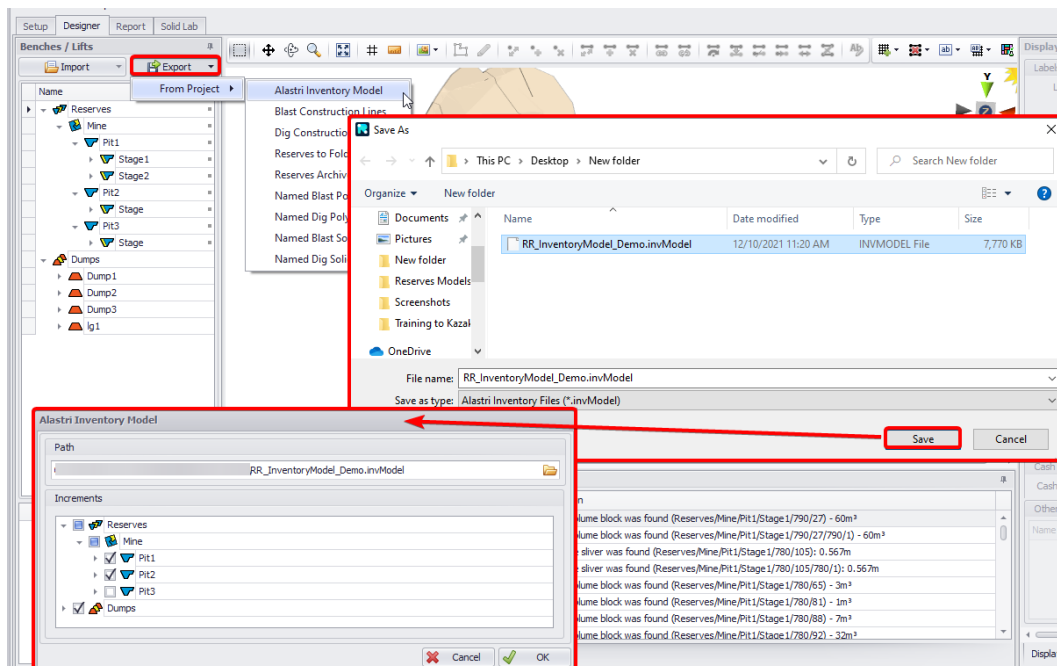 Setup Designer Report Solid Lab
Benches / Lifts
Import Export
Name
From Project
Reserves
Mine
Pit1
Stage1
Stage2
Pit2
Stage
Pit3
Stage
Dumps
Dump1
Dump2
Dump3
lg1
Alastri Inventory Model
Blast Construction Lines
Dig Constructio
Reserves to Fold
Reserves Archiv
Named Blast Po
Named Dig Poly
Named Blast So
Named Dig Soli
ab
Ab
Display
Label
L
Y
Z
Save As
This PC > Desktop > New folder
Search New folder
Organize New folder
Documents
Pictures
New folder
Reserves Models
Screenshots
Training to Kazak
OneDrive
Name Date modified Type Size
RR_InventoryModel_Demo.invModel 12/10/2021 11:20 AM INVMODEL File 7,770 KB
File name: RR_InventoryModel_Demo.invModel
Save as type: Alastri Inventory Files (*.invModel)
Save Cancel
Alastri Inventory Model
Path
RR_InventoryModel_Demo.invModel
Increments
Reserves
Mine
Pit1
Pit2
Pit3
Dumps
Cancel OK
n
lume block was found (Reserves/Mine/Pit1/Stage1/790/27) - 60m³
lume block was found (Reserves/Mine/Pit1/Stage1/790/27/790/1) - 60m³
sliver was found (Reserves/Mine/Pit1/Stage1/780/105): 0.567m
sliver was found (Reserves/Mine/Pit1/Stage1/780/105/780/1): 0.567m
lume block was found (Reserves/Mine/Pit1/Stage1/780/65) - 3m³
lume block was found (Reserves/Mine/Pit1/Stage1/780/81) - 1m³
lume block was found (Reserves/Mine/Pit1/Stage1/780/88) - 7m³
lume block was found (Reserves/Mine/Pit1/Stage1/780/92) - 32m³
Cash
Cash
Other
Name
Display